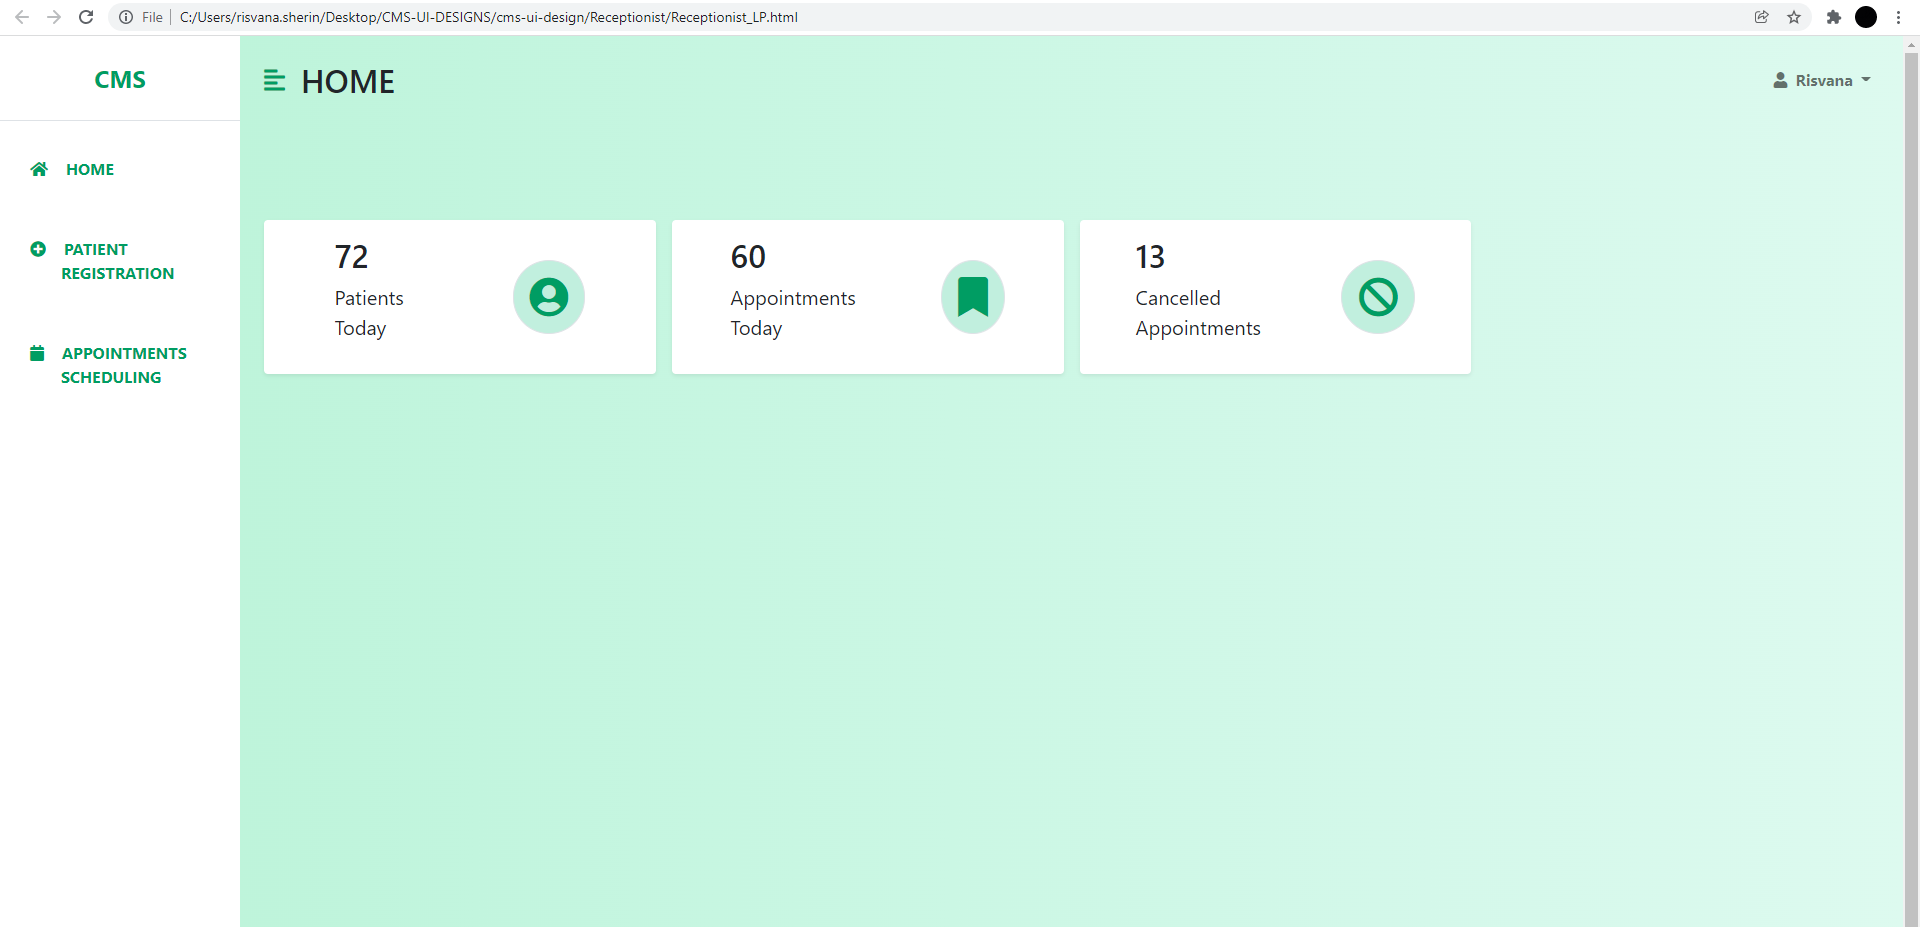 File
C:/Users/risvana.sherin/Desktop/CMS-UI-DESIGNS/cms-ui-design/Receptionist/Receptionist_LP.html
CMS
HOME
Risvana
HOME
PATIENT
REGISTRATION
APPOINTMENTS
SCHEDULING
72
Patients
Today
60
Appointments
Today
13
Cancelled
Appointments